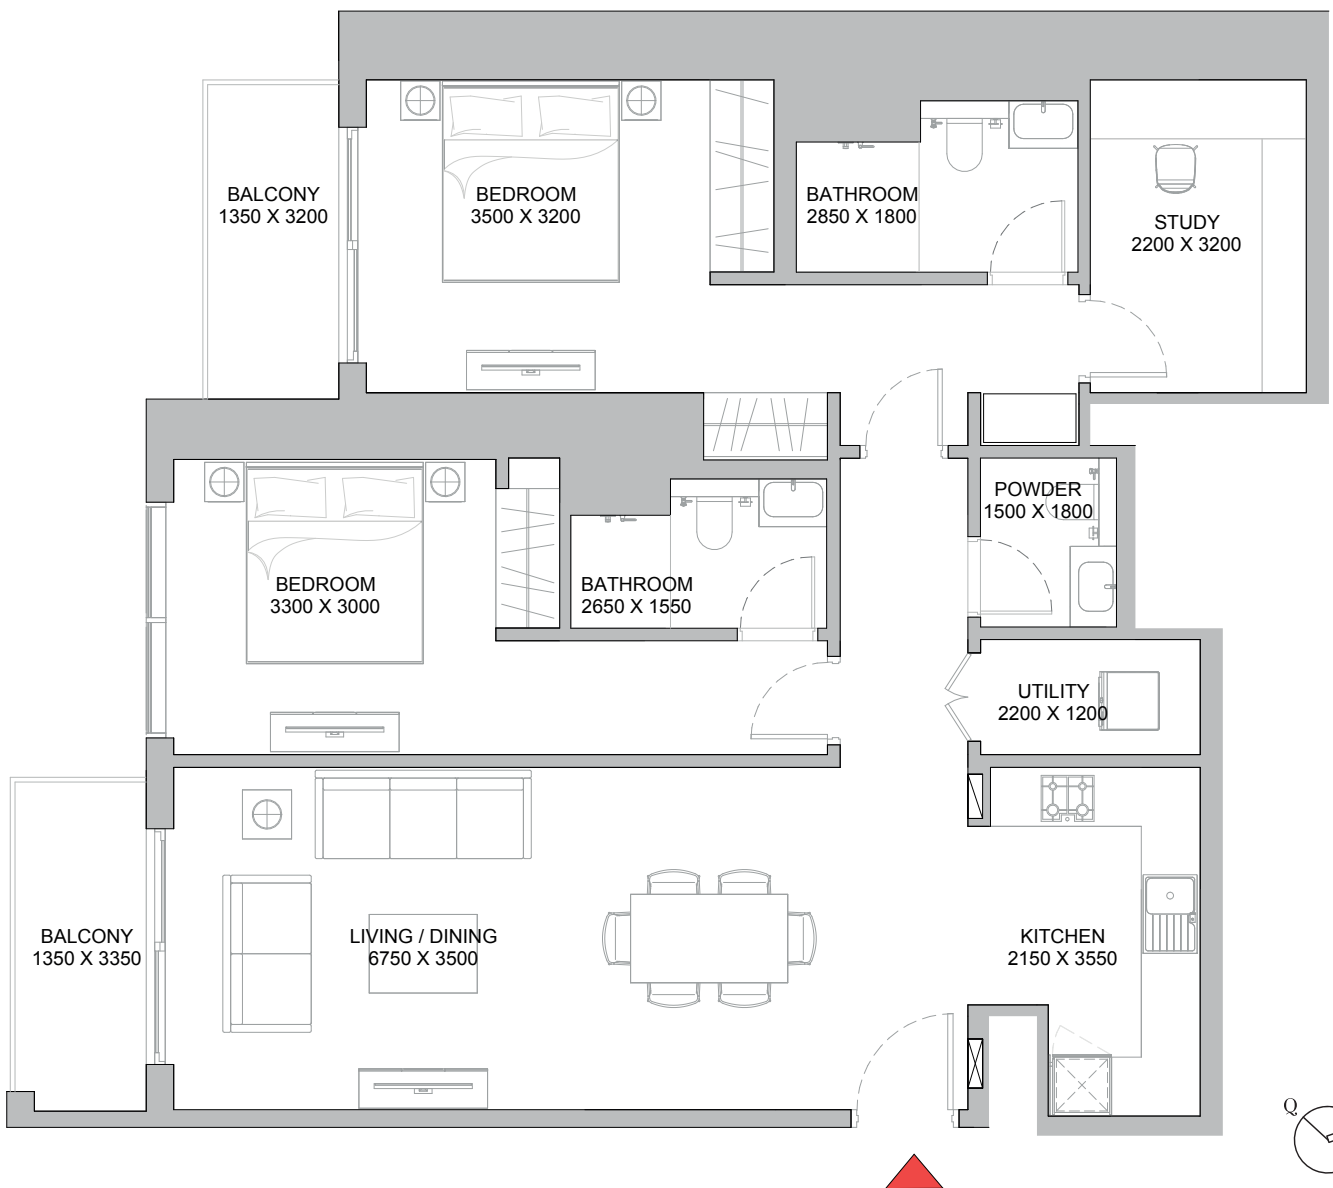 BALCONY
1350 X 3200
BEDROOM
3500 X 3200
BATHROOM
2850 X 1800
STUDY
2200 X 3200
POWDER
1500 X 1800
BEDROOM
3300 X 3000
BATHROOM
2650 X 1550
UTILITY
2200 X 1200
BALCONY
1350 X 3350
LIVING / DINING
6750 X 3500
KITCHEN
2150 X 3550
Q